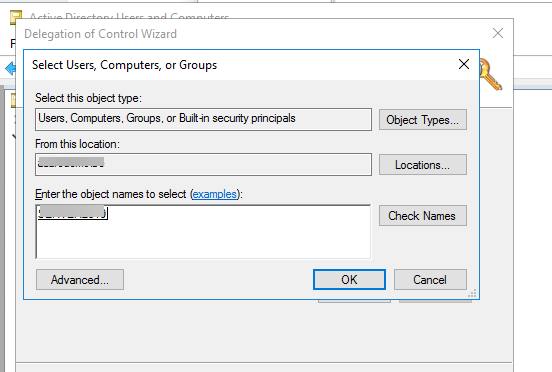 Active Directory Users and Computers
Delegation of Control Wizard
Select Users, Computers, or Groups
Select this object type:
Users, Computers, Groups, or Built-in security principals
Object Types...
From this location:
Locations...
Enter the object names to select (examples):
Check Names
Advanced...
OK
Cancel